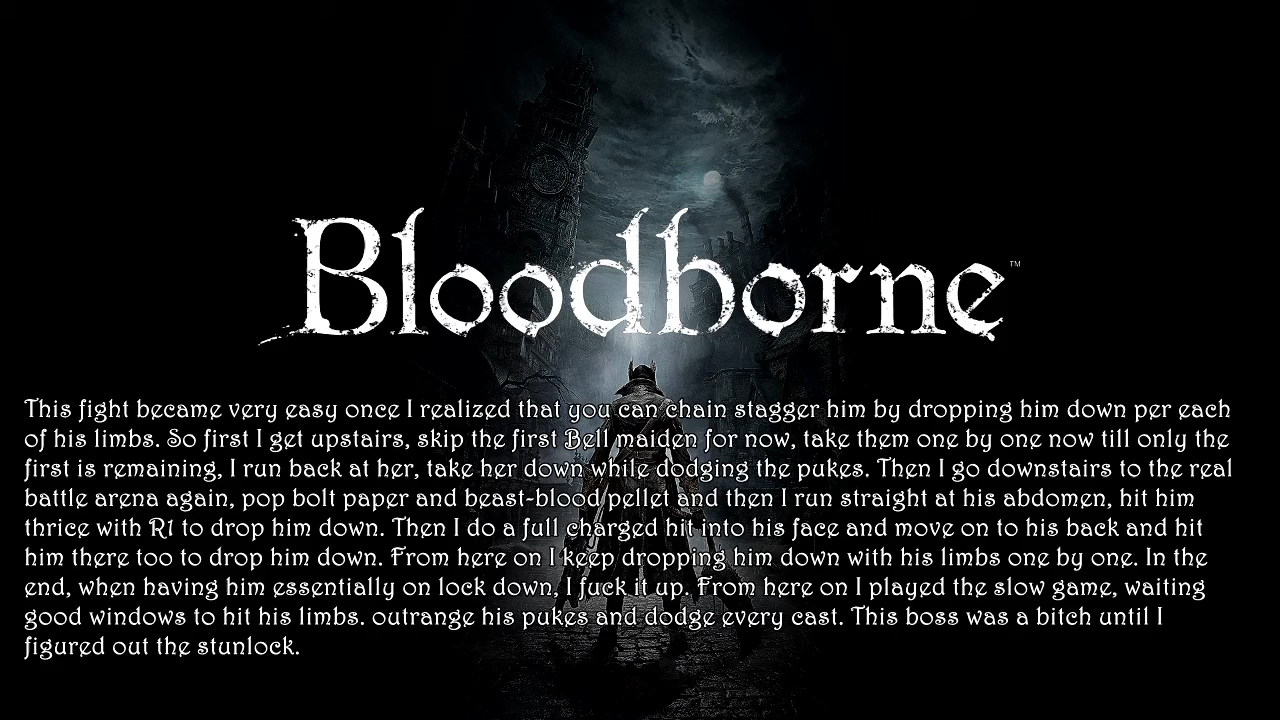 Bloodborne™
This fight became very easy once I realized that you can chain stagger him by dropping him down per each
of his limbs. So first I get upstairs, skip the first Bell maiden for now, take them one by one now till only the
first is remaining, I run back at her, take her down while dodging the pukes. Then I go downstairs to the real
battle arena again, pop bolt paper and beast-blood pellet and then I run straight at his abdomen, hit him
thrice with R1 to drop him down. Then I do a full charged hit into his face and move on to his back and hit
him there too to drop him down. From here on I keep dropping him down with his limbs one by one. In the
end, when having him essentially on lock down, I fuck it up. From here on I played the slow game, waiting
good windows to hit his limbs. outrange his pukes and dodge every cast. This boss was a bitch until I
figured out the stunlock.